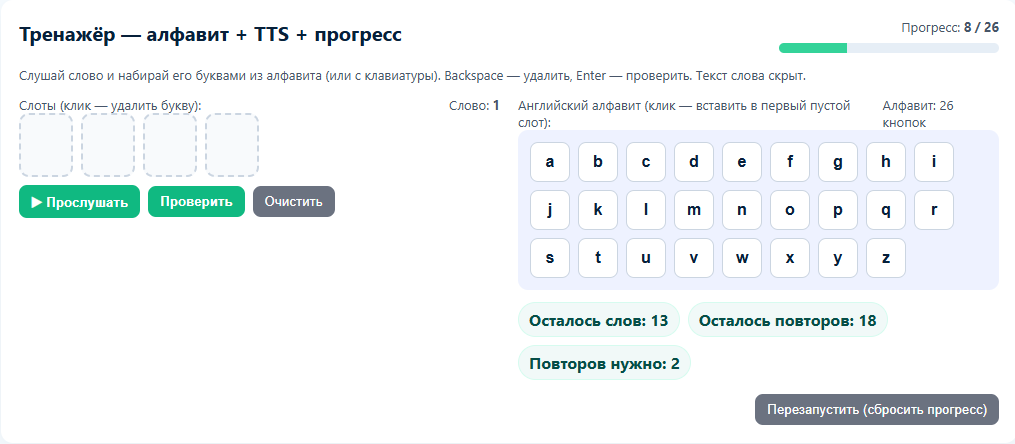 Тренажёр — алфавит + TTS + прогресс
Прогресс: 8 / 26
Слушай слово и набирай его буквами из алфавита (или с клавиатуры). Backspace — удалить, Enter — проверить. Текст слова скрыт.
Слоты (клик — удалить букву):
Слово: 1
▶ Прослушать
Проверить
Очистить
Английский алфавит (клик — вставить в первый пустой
слот):
Алфавит: 26
кнопок
a b c d e f g h i
j k l m n o p q r
s t u v w x y z
Осталось слов: 13
Осталось повторов: 18
Повторов нужно: 2
Перезапустить (сбросить прогресс)